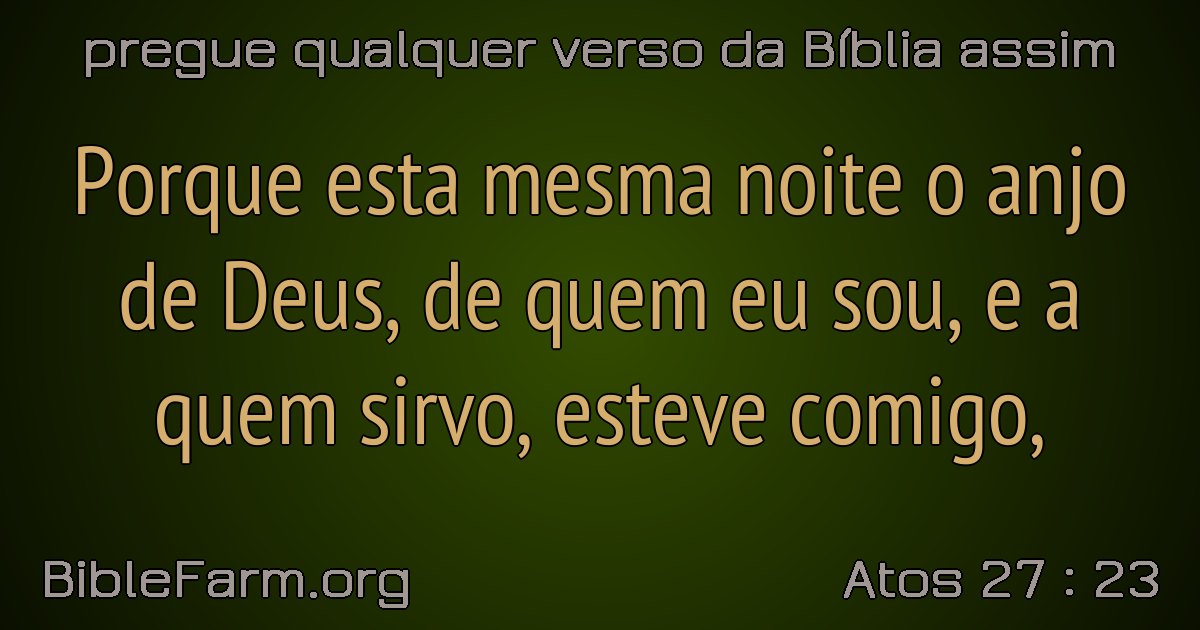 pregue qualquer verso da Bíblia assim
Porque esta mesma noite o anjo
de Deus, de quem eu sou, e a
quem sirvo, esteve comigo,
BibleFarm.org
Atos 27 : 23